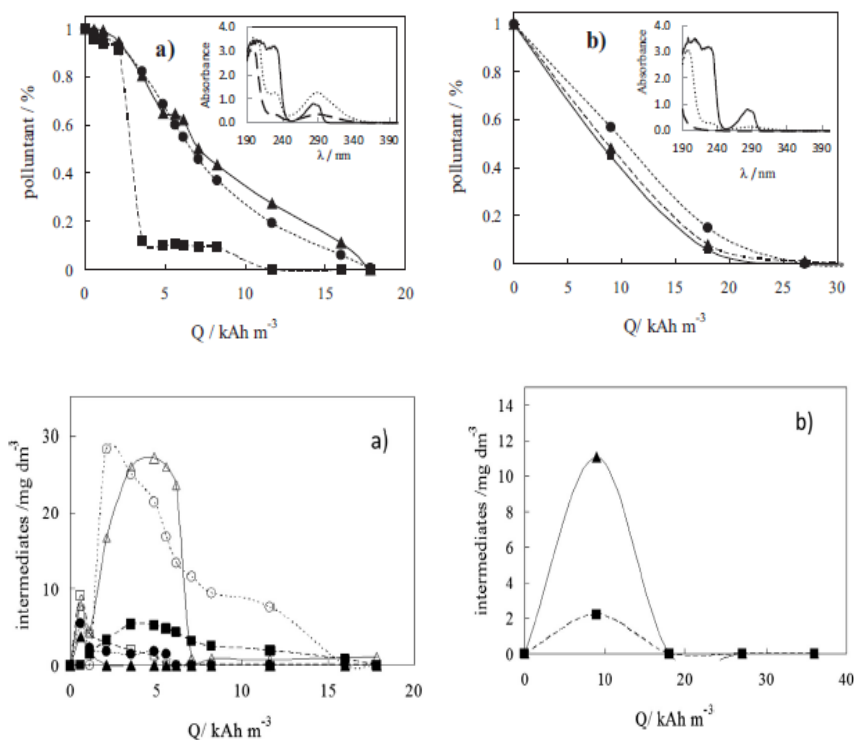 a)
polluntant / %
1
0.8
0.6
0.4
0.2
0
0 5 10 15 20
Q / kAh m⁻³
Absorbance
4.0
3.0
2.0
1.0
0.0
190 240 290 340 390
λ / nm
b)
polluntant / %
1
0.8
0.6
0.4
0.2
0
0 5 10 15 20 25 30
Q/ kAh m⁻³
Absorbance
4.0
3.0
2.0
1.0
0.0
190 240 290 340 390
λ / nm
a)
intermediates /mg dm⁻³
30
20
10
0
0 5 10 15 20
Q/ kAh m⁻³
b)
intermediates /mg dm⁻³
14
12
10
8
6
4
2
0
0 10 20 30 40
Q/ kAh m⁻³